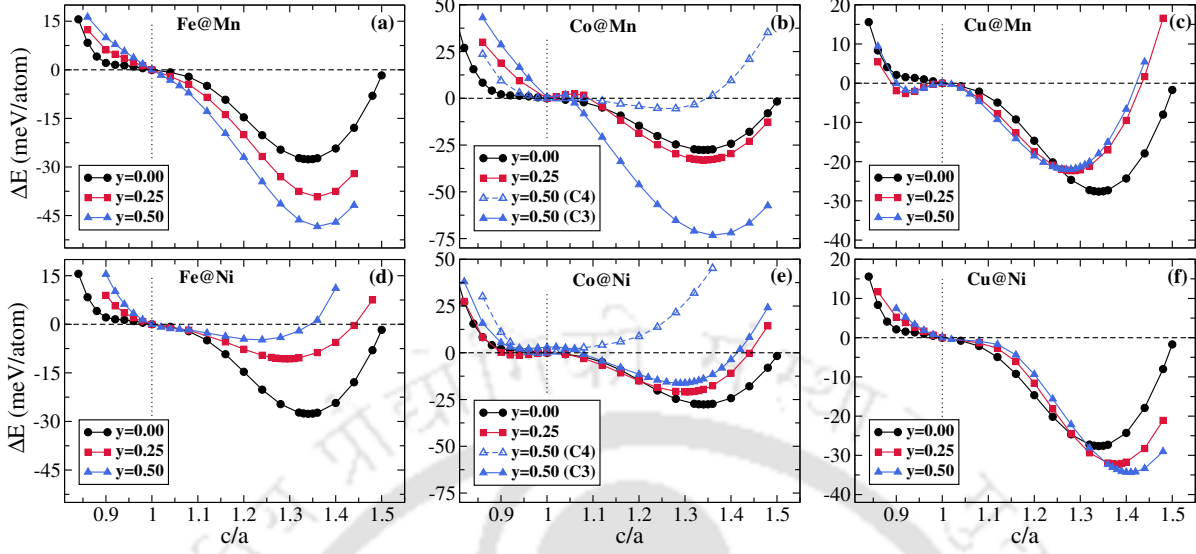 Fe@Mn (a)
15
0
-15
-30
-45
ΔE (meV/atom)
y=0.00
y=0.25
y=0.50
Co@Mn (b)
50
25
0
-25
-50
-75
y=0.00
y=0.25
y=0.50 (C4)
y=0.50 (C3)
Cu@Mn (c)
20
10
0
-10
-20
-30
-40
y=0.00
y=0.25
y=0.50
Fe@Ni (d)
15
0
-15
-30
-45
ΔE (meV/atom)
y=0.00
y=0.25
y=0.50
0.9 1 1.1 1.2 1.3 1.4 1.5
c/a
Co@Ni (e)
50
25
0
-25
-50
-75
y=0.00
y=0.25
y=0.50 (C4)
y=0.50 (C3)
0.9 1 1.1 1.2 1.3 1.4 1.5
c/a
Cu@Ni (f)
20
10
0
-10
-20
-30
-40
y=0.00
y=0.25
y=0.50
0.9 1 1.1 1.2 1.3 1.4 1.5
c/a